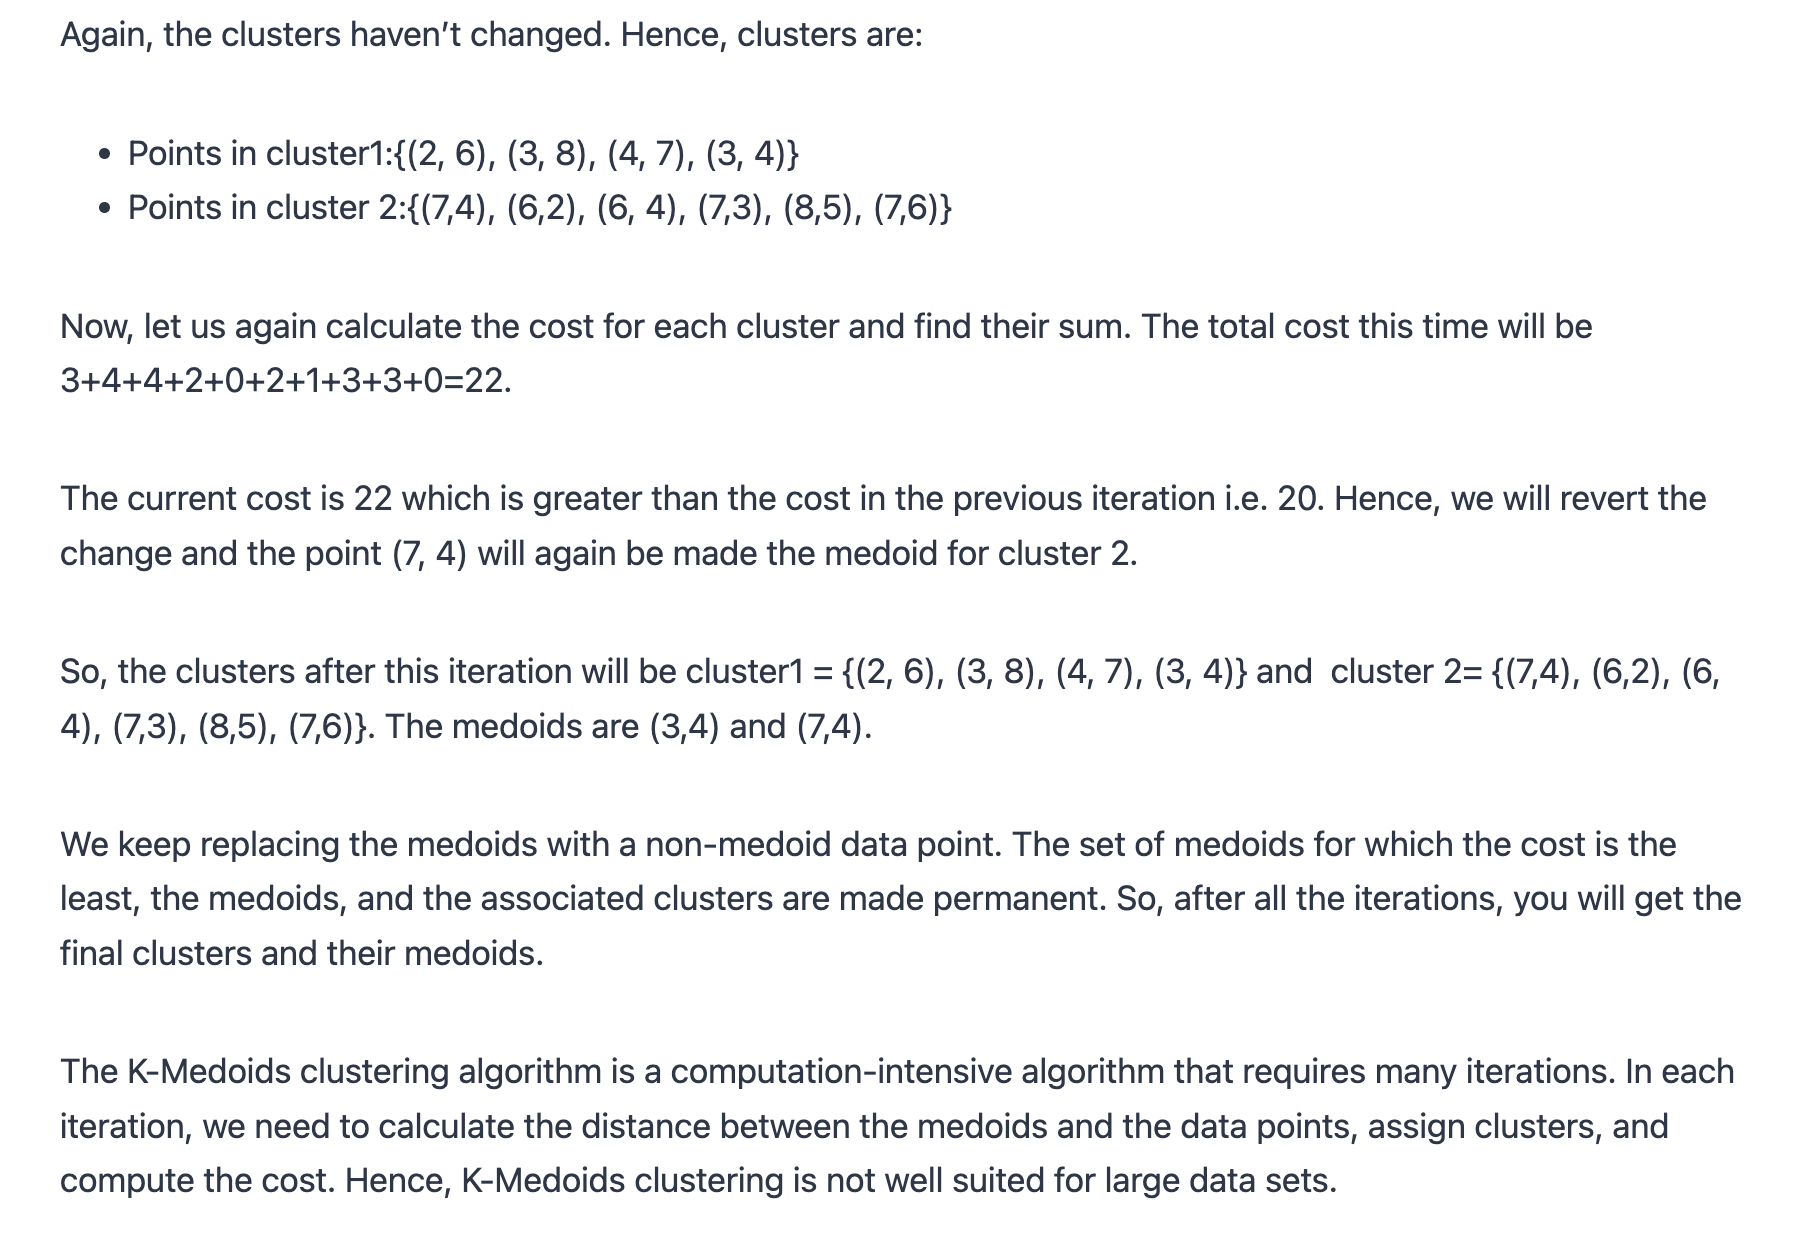 Again, the clusters haven’t changed. Hence, clusters are:
• Points in cluster1:{(2, 6), (3, 8), (4, 7), (3, 4)}
• Points in cluster 2:{(7,4), (6,2), (6, 4), (7,3), (8,5), (7,6)}
Now, let us again calculate the cost for each cluster and find their sum. The total cost this time will be
3+4+4+2+0+2+1+3+3+0=22.
The current cost is 22 which is greater than the cost in the previous iteration i.e. 20. Hence, we will revert the
change and the point (7, 4) will again be made the medoid for cluster 2.
So, the clusters after this iteration will be cluster1 = {(2, 6), (3, 8), (4, 7), (3, 4)} and  cluster 2= {(7,4), (6,2), (6,
4), (7,3), (8,5), (7,6)}. The medoids are (3,4) and (7,4).
We keep replacing the medoids with a non-medoid data point. The set of medoids for which the cost is the
least, the medoids, and the associated clusters are made permanent. So, after all the iterations, you will get the
final clusters and their medoids.
The K-Medoids clustering algorithm is a computation-intensive algorithm that requires many iterations. In each
iteration, we need to calculate the distance between the medoids and the data points, assign clusters, and
compute the cost. Hence, K-Medoids clustering is not well suited for large data sets.